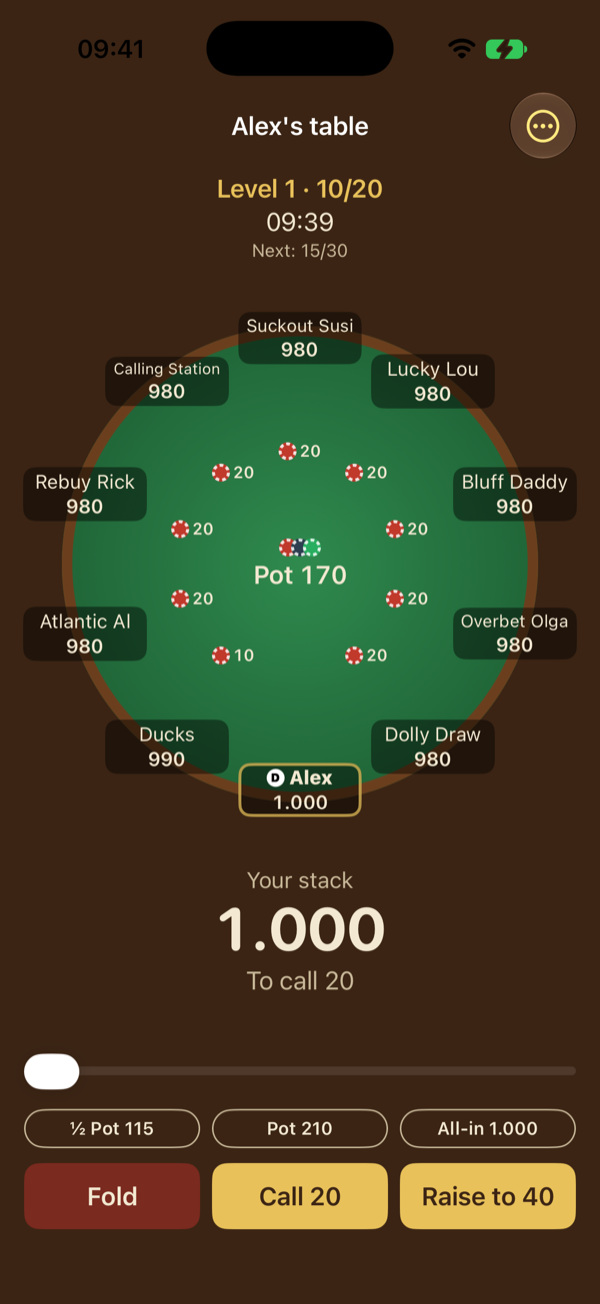 09:41
Alex's table
Level 1 · 10/20
09:39
Next: 15/30
Suckout Susi
980
Calling Station
980
Lucky Lou
980
20
20
20
Rebuy Rick
980
Bluff Daddy
980
20
20
Pot 170
20
20
Atlantic Al
980
Overbet Olga
980
10
20
Ducks
990
Dolly Draw
980
D Alex
1.000
Your stack
1.000
To call 20
½ Pot 115
Pot 210
All-in 1.000
Fold
Call 20
Raise to 40